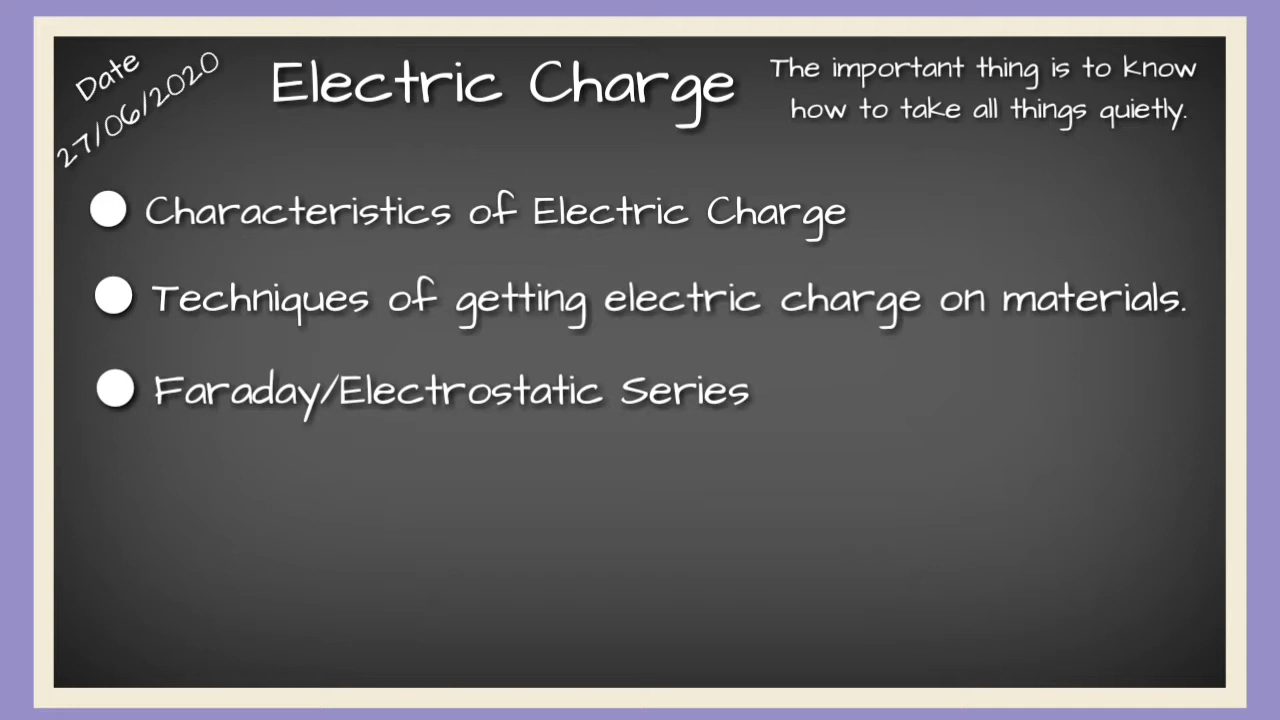 Date
27/06/2020
Electric Charge
The important thing is to know
how to take all things quietly.
Characteristics of Electric Charge
Techniques of getting electric charge on materials.
Faraday/Electrostatic Series